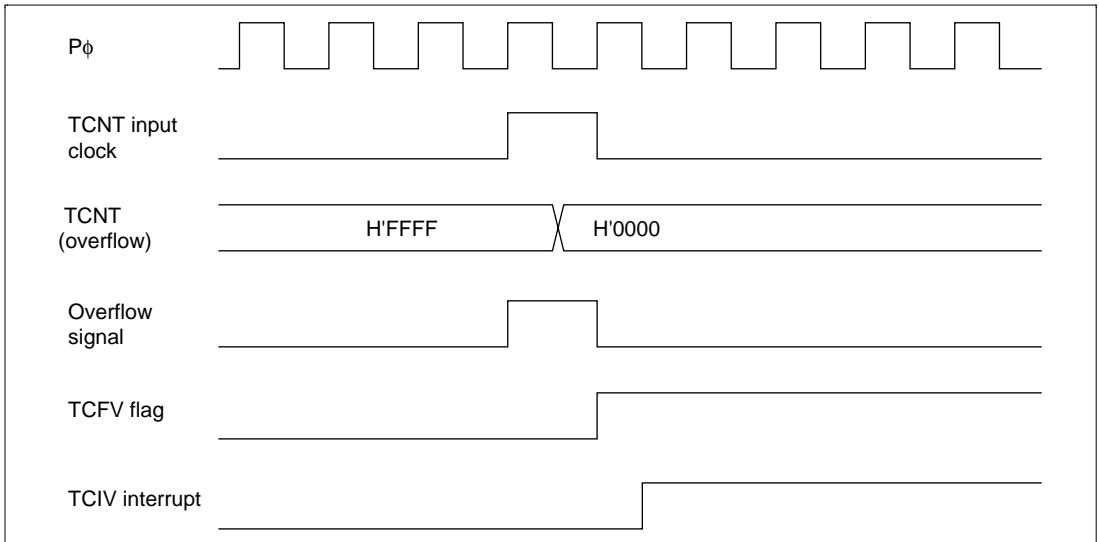 Pϕ
TCNT input
clock
TCNT
(overflow)
H'FFFF
H'0000
Overflow
signal
TCFV flag
TCIV interrupt